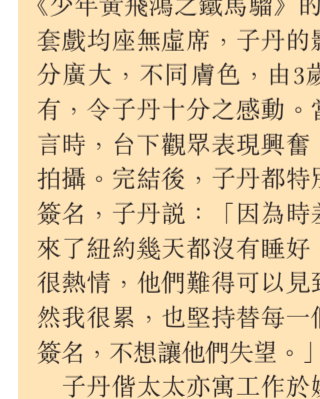 《少年黃飛鴻之鐵馬騮》的
套戲均座無虛席，子丹的影
分廣大，不同膚色，由3歲
有，令子丹十分之感動。當
言時，台下觀眾表現興奮
拍攝。完結後，子丹都特別
簽名，子丹説：「因為時差
來了紐約幾天都沒有睡好
很熱情，他們難得可以見到
然我很累，也堅持替每一個
簽名，不想讓他們失望。」
子丹偕太太亦寓工作於娛